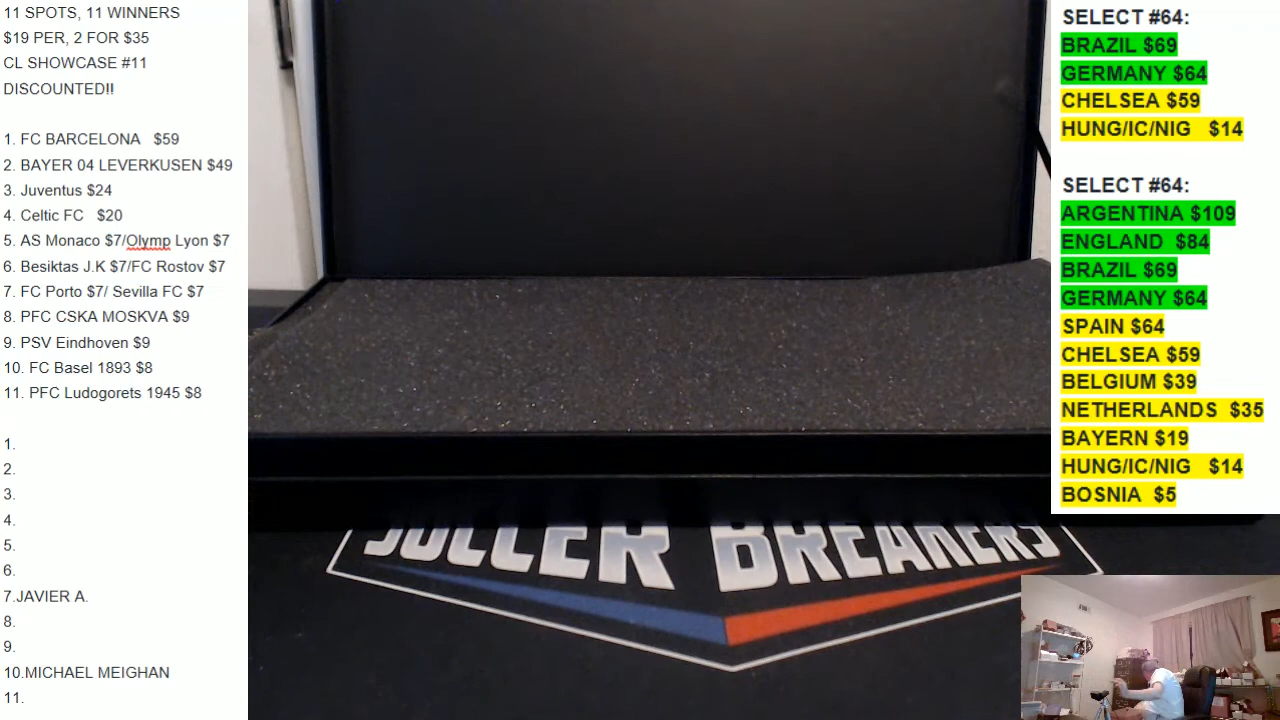 11 SPOTS, 11 WINNERS
$19 PER, 2 FOR $35
CL SHOWCASE #11
DISCOUNTED!!
1. FC BARCELONA $59
2. BAYER 04 LEVERKUSEN $49
3. Juventus $24
4. Celtic FC $20
5. AS Monaco $7/Olymp Lyon $7
6. Besiktas J.K $7/FC Rostov $7
7. FC Porto $7/ Sevilla FC $7
8. PFC CSKA MOSKVA $9
9. PSV Eindhoven $9
10. FC Basel 1893 $8
11. PFC Ludogorets 1945 $8
1.
2.
3.
4.
5.
6.
7.JAVIER A.
8.
9.
10.MICHAEL MEIGHAN
11.
SELECT #64:
BRAZIL $69
GERMANY $64
CHELSEA $59
HUNG/IC/NIG $14
SELECT #64:
ARGENTINA $109
ENGLAND $84
BRAZIL $69
GERMANY $64
SPAIN $64
CHELSEA $59
BELGIUM $39
NETHERLANDS $35
BAYERN $19
HUNG/IC/NIG $14
BOSNIA $5
SOCCER BREAKERS